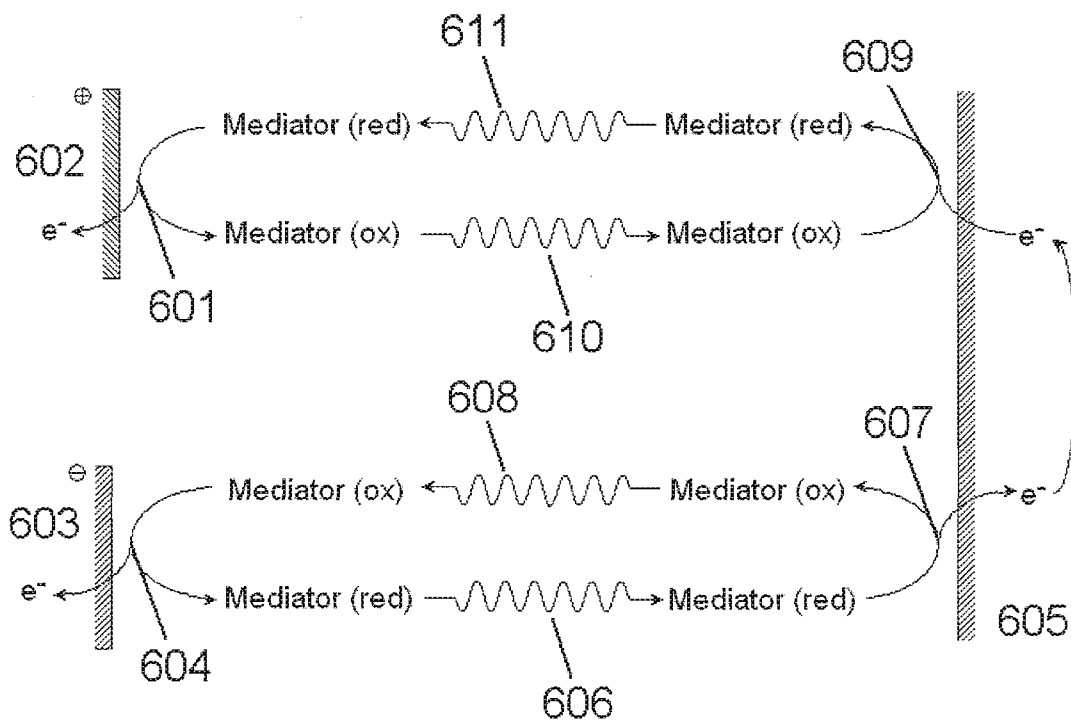 611
609
⊕
Mediator (red)
Mediator (red)
602
e⁻
Mediator (ox)
Mediator (ox)
e⁻
601
610
608
607
⊖
Mediator (ox)
Mediator (ox)
e⁻
603
e⁻
Mediator (red)
Mediator (red)
605
604
606